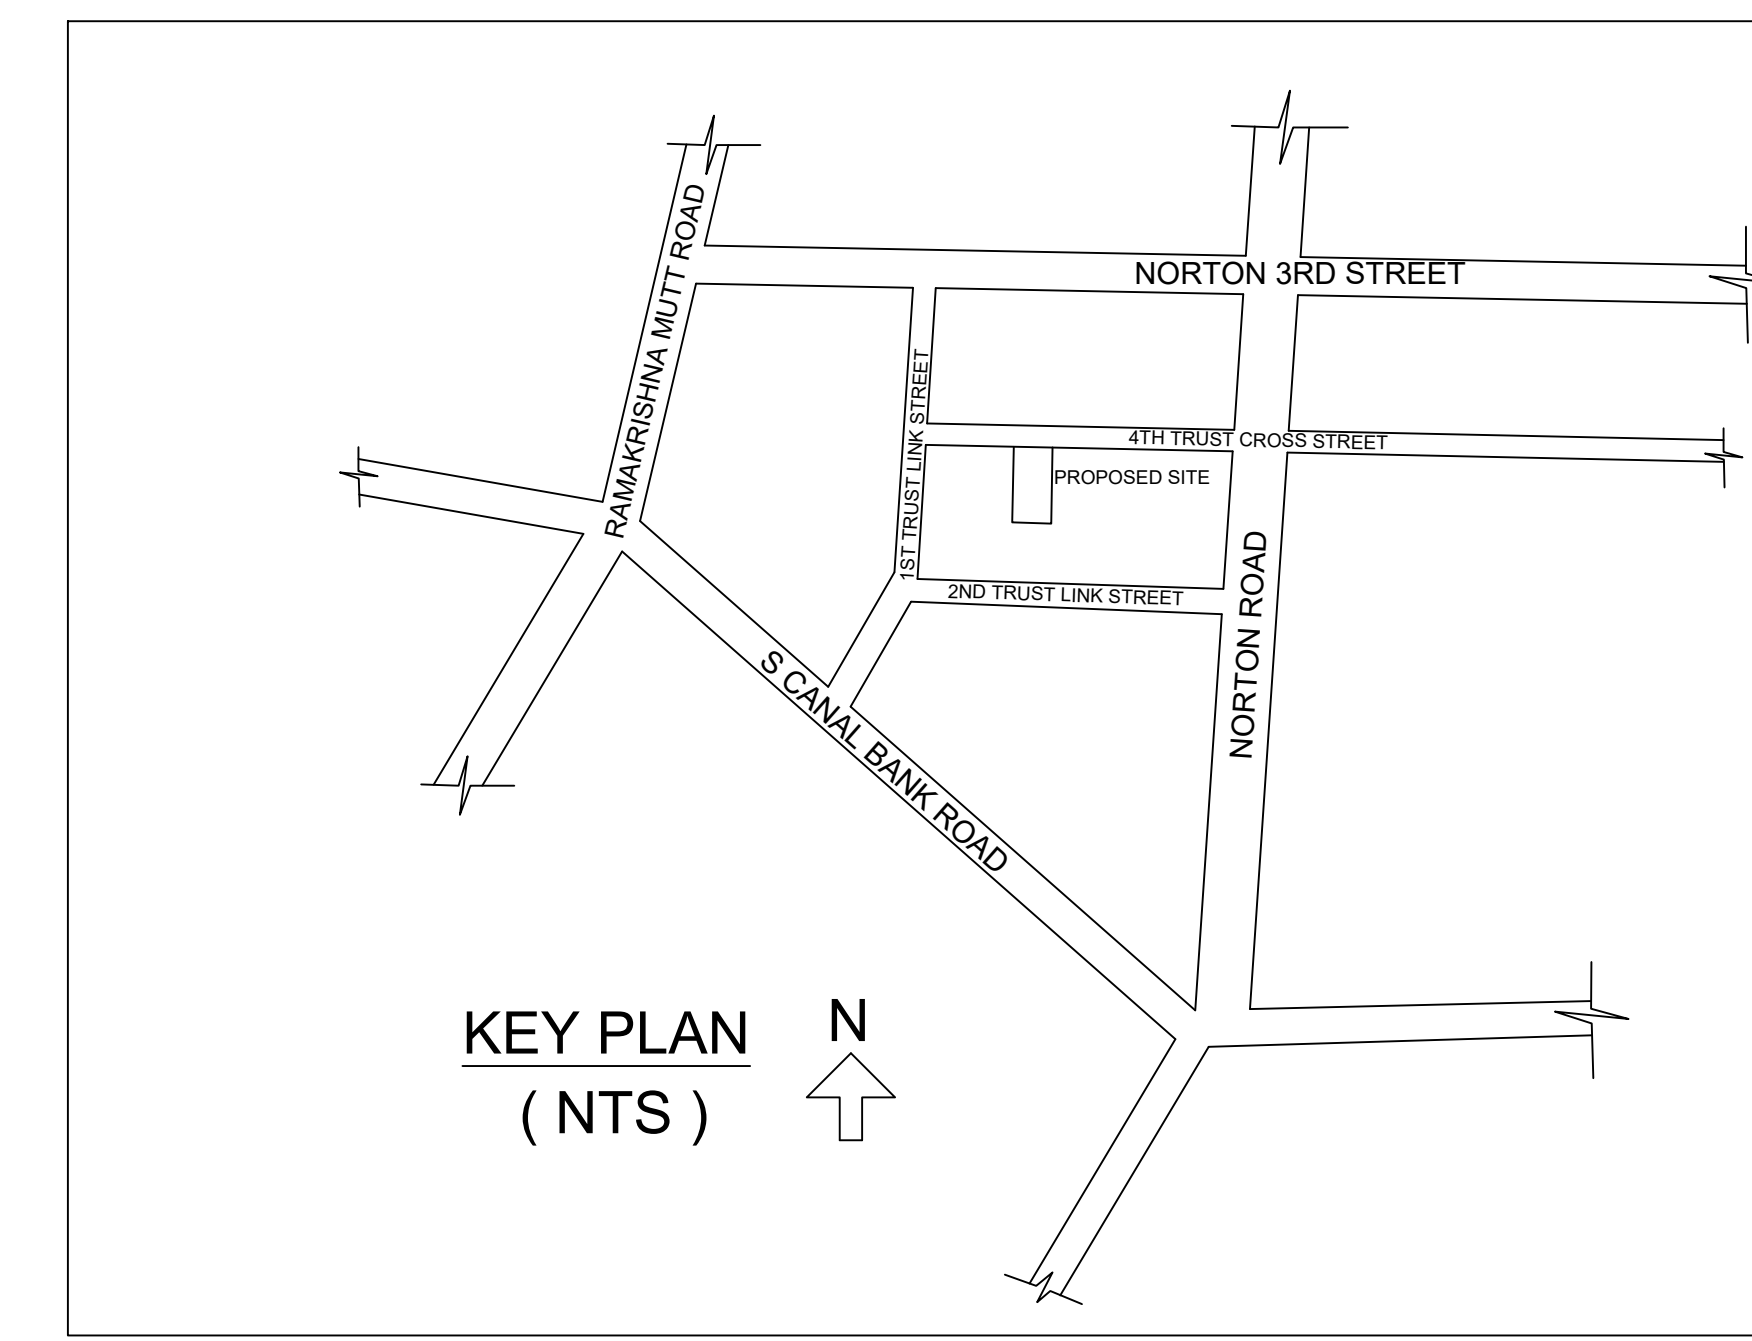 RAMAKRISHNA MUTT ROAD
NORTON 3RD STREET
1ST TRUST LINK STREET
4TH TRUST CROSS STREET
PROPOSED SITE
2ND TRUST LINK STREET
NORTON ROAD
S CANAL BANK ROAD
KEY PLAN
( NTS )
N